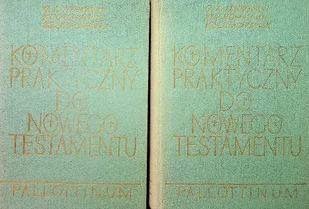 KOMENTARZ
PRAKTYCZNY
DO
NOWEGO
TESTAMENTU
PALLOTTINUM
KOMENTARZ
PRAKTYCZNY
DO
NOWEGO
TESTAMENTU
PALLOTTINUM